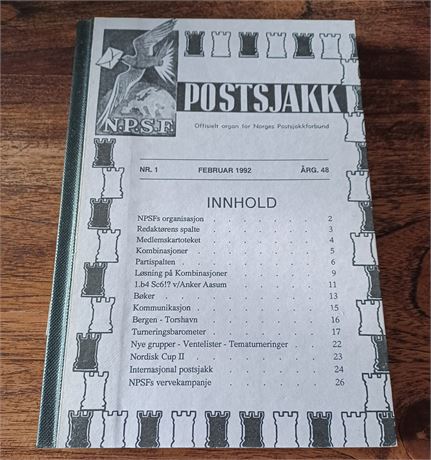 N.P.S.F.
POSTSJAKK
Offisielt organ for Norges Postsjakkforbund
NR. 1 FEBRUAR 1992 ÅRG. 48
INNHOLD
NPSFs organisasjon . . . . . 2
Redaktørens spalte . . . . . 3
Medlemskartoteket . . . . . 4
Kombinasjoner . . . . . 5
Partispalten . . . . . 6
Løsning på Kombinasjoner . . . . . 9
1.b4 Sc6!? v/Anker Aasum . . . . . 11
Bøker . . . . . 13
Kommunikasjon . . . . . 15
Bergen - Torshavn . . . . . 16
Turneringsbarometer . . . . . 17
Nye grupper - Ventelister - Tematurneringer . . 22
Nordisk Cup II . . . . . 23
Internasjonal postsjakk . . . . . 24
NPSFs vervekampanje . . . . . 26